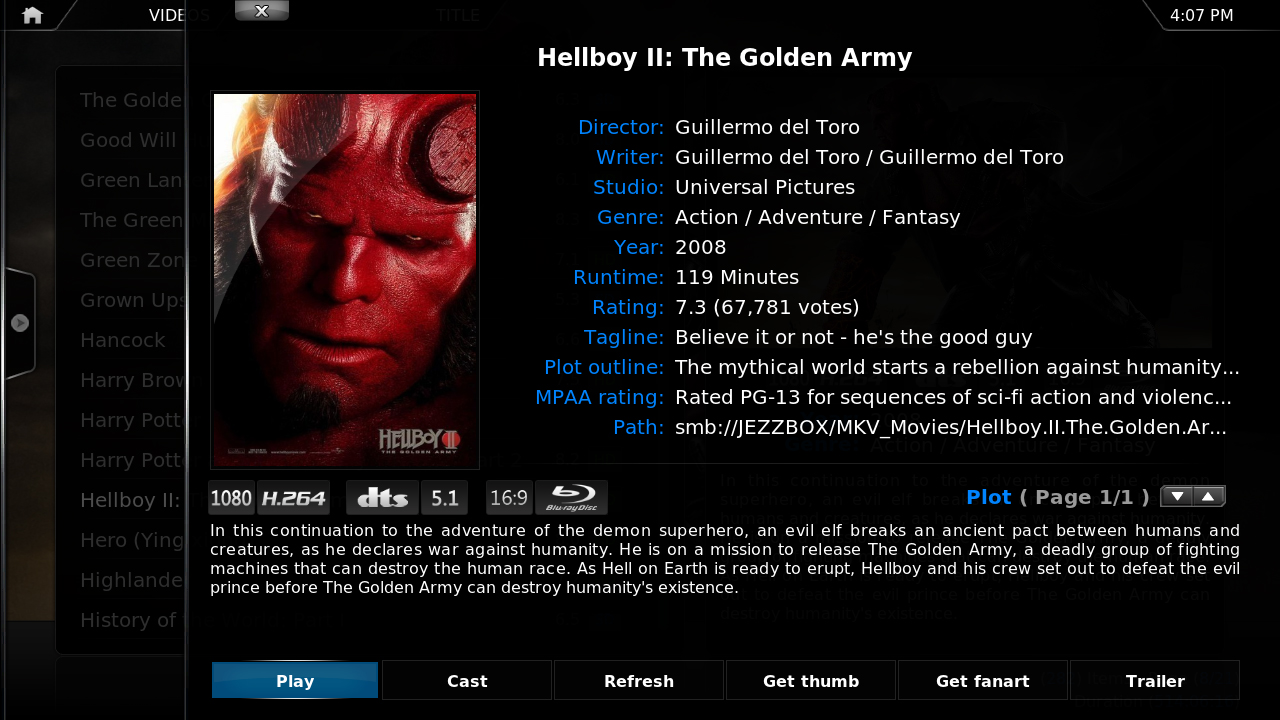 VIDEOS
TITLE
4:07 PM
Hellboy II: The Golden Army
The Golde
Good Will
Green Lan
The Green
Green Zon
Grown Ups
Hancock
Harry Brow
Harry Potte
Harry Potte
Hellboy II:
Hero (Ying
Highlande
History of
HELLBOY II
THE GOLDEN ARMY
Director: Guillermo del Toro
Writer: Guillermo del Toro / Guillermo del Toro
Studio: Universal Pictures
Genre: Action / Adventure / Fantasy
Year: 2008
Runtime: 119 Minutes
Rating: 7.3 (67,781 votes)
Tagline: Believe it or not - he's the good guy
Plot outline: The mythical world starts a rebellion against humanity...
MPAA rating: Rated PG-13 for sequences of sci-fi action and violenc...
Path: smb://JEZZBOX/MKV_Movies/Hellboy.II.The.Golden.Ar...
1080 H.264 dts 5.1 16:9 Blu-ray Disc
Plot ( Page 1/1 )
In this continuation to the adventure of the demon superhero, an evil elf breaks an ancient pact between humans and
creatures, as he declares war against humanity. He is on a mission to release The Golden Army, a deadly group of fighting
machines that can destroy the human race. As Hell on Earth is ready to erupt, Hellboy and his crew set out to defeat the evil
prince before The Golden Army can destroy humanity's existence.
Play Cast Refresh Get thumb Get fanart Trailer